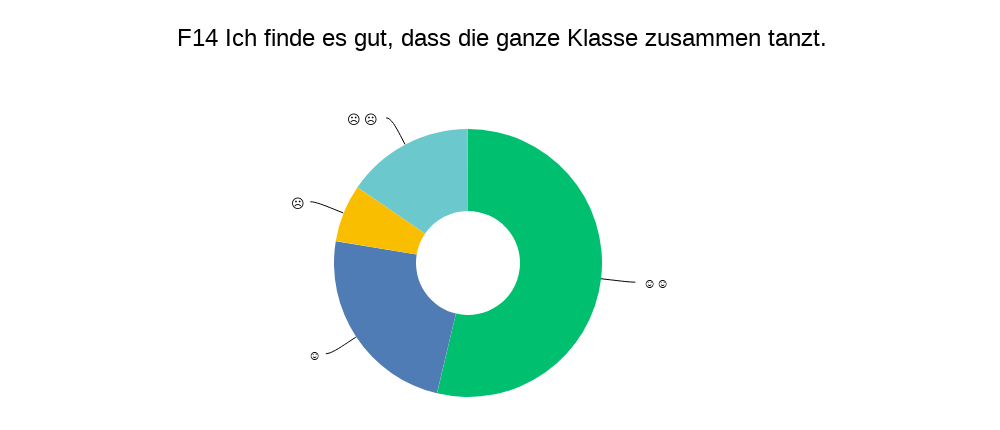 F14 Ich finde es gut, dass die ganze Klasse zusammen tanzt.
☹ ☹
☹
☺☺
☺